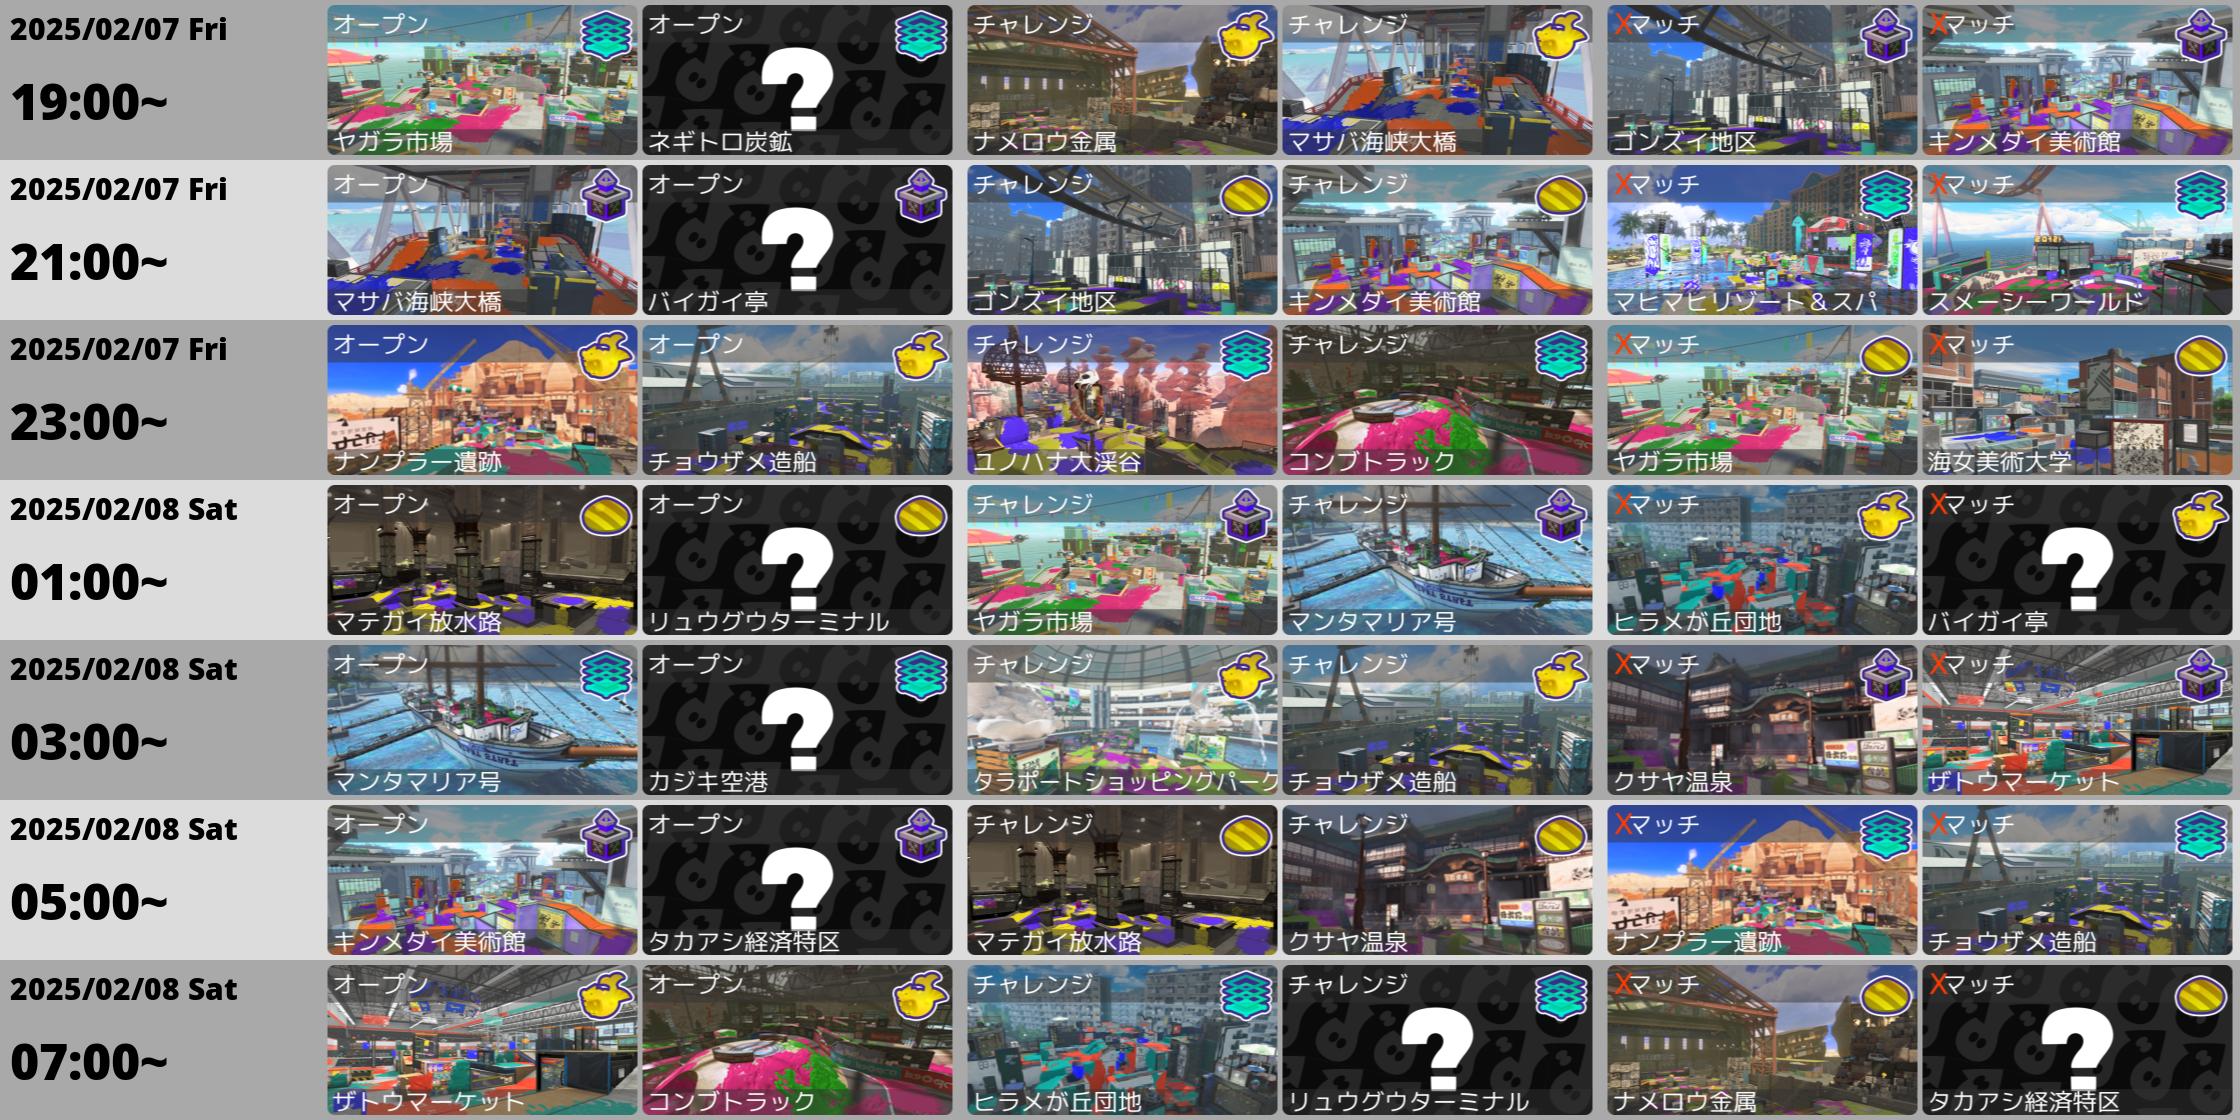 2025/02/07 Fri
19:00~
オープン
ヤガラ市場
オープン
ネギトロ炭鉱
チャレンジ
ナメロウ金属
チャレンジ
マサバ海峡大橋
Xマッチ
ゴンズイ地区
Xマッチ
キンメダイ美術館
2025/02/07 Fri
21:00~
オープン
マサバ海峡大橋
オープン
バイガイ亭
チャレンジ
ゴンズイ地区
チャレンジ
キンメダイ美術館
Xマッチ
マヒマヒリゾート＆スパ
Xマッチ
スメーシーワールド
2025/02/07 Fri
23:00~
オープン
ナンプラー遺跡
オープン
チョウザメ造船
チャレンジ
ユノハナ大渓谷
チャレンジ
コンブトラック
Xマッチ
ヤガラ市場
Xマッチ
海女美術大学
2025/02/08 Sat
01:00~
オープン
マテガイ放水路
オープン
リュウグウターミナル
チャレンジ
ヤガラ市場
チャレンジ
マンタマリア号
Xマッチ
ヒラメが丘団地
Xマッチ
バイガイ亭
2025/02/08 Sat
03:00~
オープン
マンタマリア号
オープン
カジキ空港
チャレンジ
タラポートショッピングパーク
チャレンジ
チョウザメ造船
Xマッチ
クサヤ温泉
Xマッチ
ザトウマーケット
2025/02/08 Sat
05:00~
オープン
キンメダイ美術館
オープン
タカアシ経済特区
チャレンジ
マテガイ放水路
チャレンジ
クサヤ温泉
Xマッチ
ナンプラー遺跡
Xマッチ
チョウザメ造船
2025/02/08 Sat
07:00~
オープン
ザトウマーケット
オープン
コンブトラック
チャレンジ
ヒラメが丘団地
チャレンジ
リュウグウターミナル
Xマッチ
ナメロウ金属
Xマッチ
タカアシ経済特区